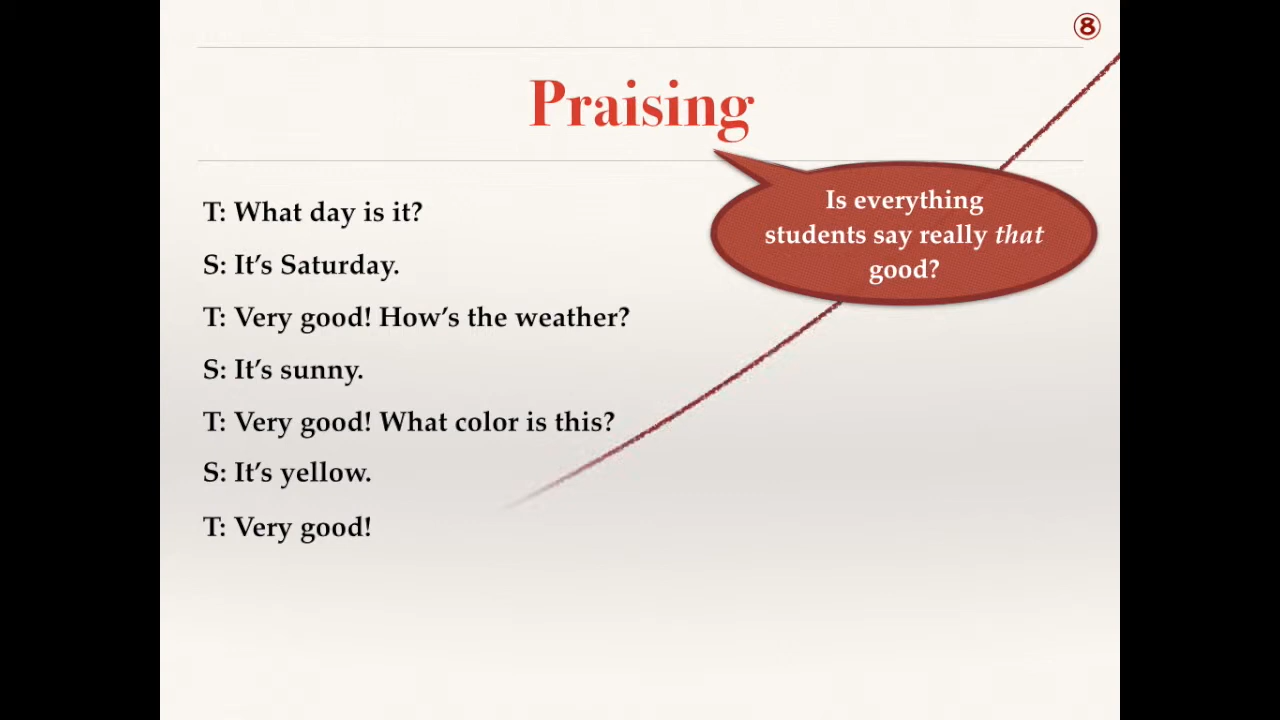 ⑧
Praising
Is everything
students say really that
good?
T: What day is it?
S: It’s Saturday.
T: Very good! How’s the weather?
S: It’s sunny.
T: Very good! What color is this?
S: It’s yellow.
T: Very good!